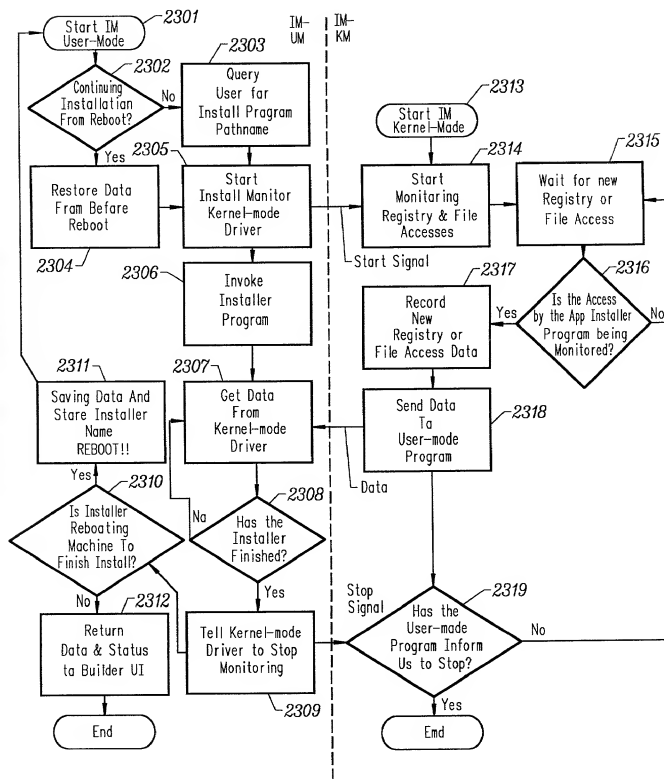 Start IM
User-Mode
2301
IM-
UM
IM-
KM
2302
Continuing
Installation
From Reboot?
No
Yes
2303
Query
User far
Install Pragram
Pathname
2304
Restore Data
Fram Befare
Reboot
2305
Start
Install Manitor
Kernel-mode
Driver
Start Signal
2306
Invoke
Installer
Program
2307
Get Data
From
Kernel-mode
Driver
2308
Has the
Installer
Finished?
Na
Yes
2309
Tell Kernel-mode
Driver to Stop
Monitoring
2310
Is Installer
Reboating
Machine To
Finish Install?
Yes
No
2311
Saving Data And
Stare Installer
Name
REBOOT!!
2312
Return
Data & Status
ta Builder UI
End
2313
Start IM
Kernel-Made
2314
Start
Monitaring
Registry & File
Accesses
2315
Wait for new
Registry or
File Access
2316
Is the Access
by the App Installer
Program being
Monitored?
Yes
No
2317
Record
New
Registry or
File Access Data
2318
Send Data
Ta
User-mode
Program
Data
Stop
Signal
2319
Has the
User-made
Program Inform
Us to Stop?
No
Yes
Emd